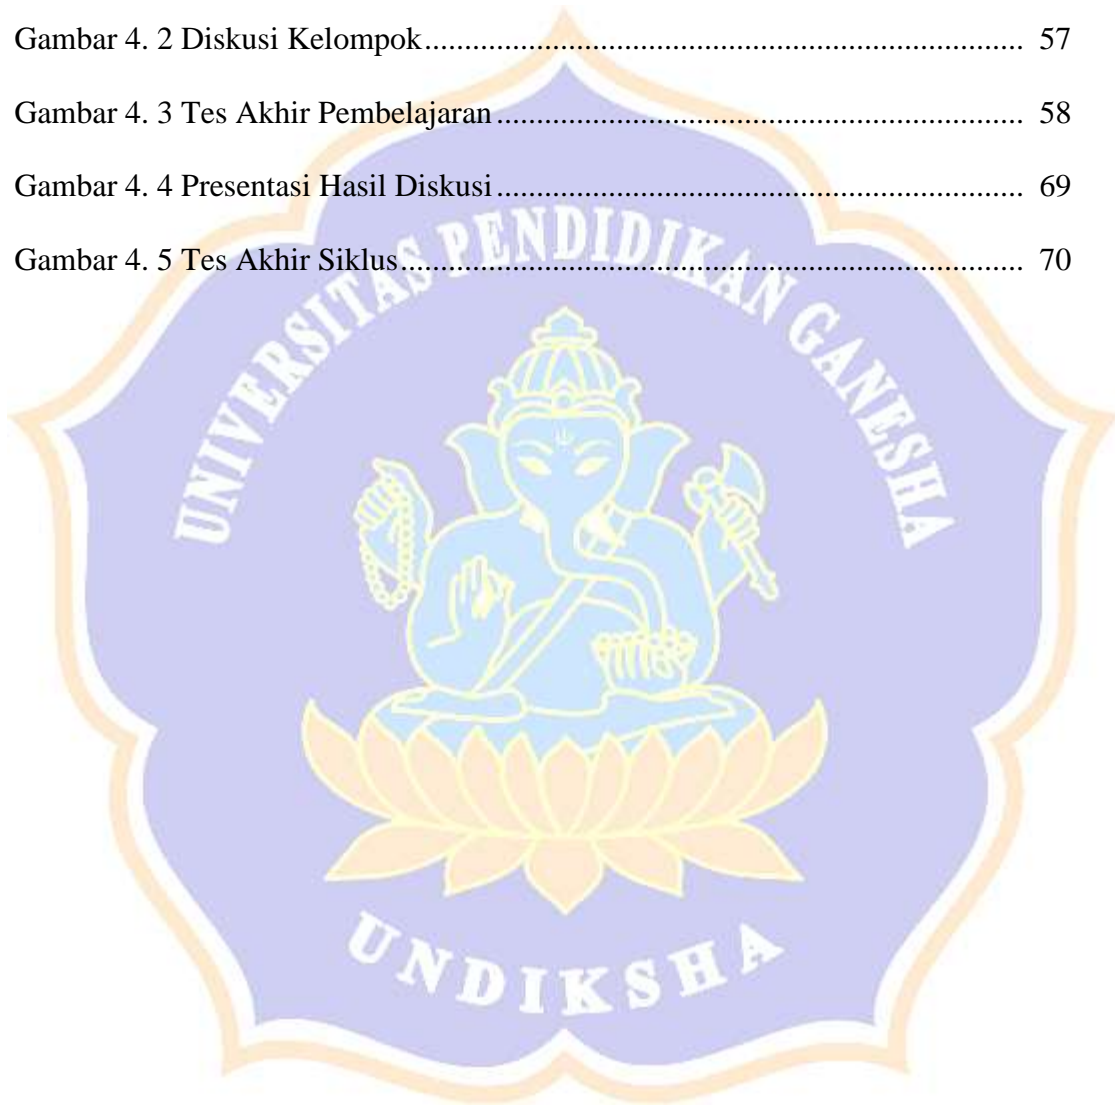 Gambar 4. 2 Diskusi Kelompok........................................................................... 57
Gambar 4. 3 Tes Akhir Pembelajaran.................................................................. 58
Gambar 4. 4 Presentasi Hasil Diskusi.................................................................. 69
Gambar 4. 5 Tes Akhir Siklus.............................................................................. 70
UNIVERSITAS PENDIDIKAN GANESHA
UNDIKSHA